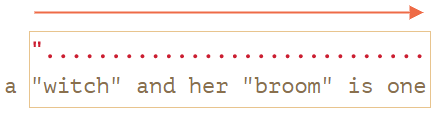 ".............................
a "witch" and her "broom" is one